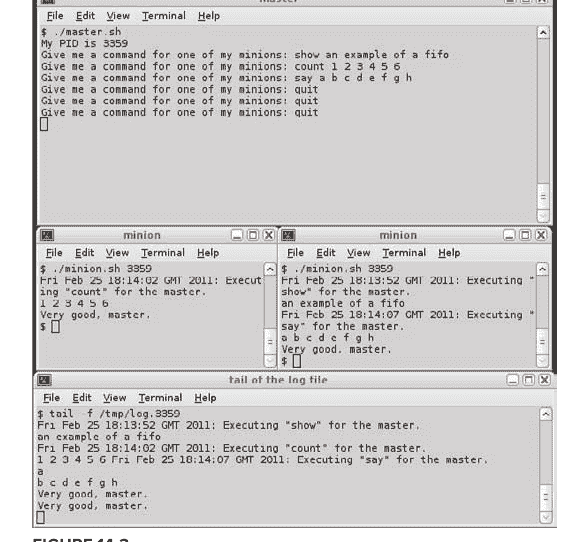 master
File Edit View Terminal Help
$ ./master.sh
My PID is 3359
Give me a command for one of my minions: show an example of a fifo
Give me a command for one of my minions: count 1 2 3 4 5 6
Give me a command for one of my minions: say a b c d e f g h
Give me a command for one of my minions: quit
Give me a command for one of my minions: quit
Give me a command for one of my minions: quit
minion
File Edit View Terminal Help
$ ./minion.sh 3359
Fri Feb 25 18:14:02 GMT 2011: Execut
ing "count" for the master.
1 2 3 4 5 6
Very good, master.
$
minion
File Edit View Terminal Help
$ ./minion.sh 3359
Fri Feb 25 18:13:52 GMT 2011: Executing "
show" for the master.
an example of a fifo
Fri Feb 25 18:14:07 GMT 2011: Executing "
say" for the master.
a b c d e f g h
Very good, master.
$
tail of the log file
File Edit View Terminal Help
$ tail -f /tmp/log.3359
Fri Feb 25 18:13:52 GMT 2011: Executing "show" for the master.
an example of a fifo
Fri Feb 25 18:14:02 GMT 2011: Executing "count" for the master.
1 2 3 4 5 6 Fri Feb 25 18:14:07 GMT 2011: Executing "say" for the master.
a
b c d e f g h
Very good, master.
Very good, master.